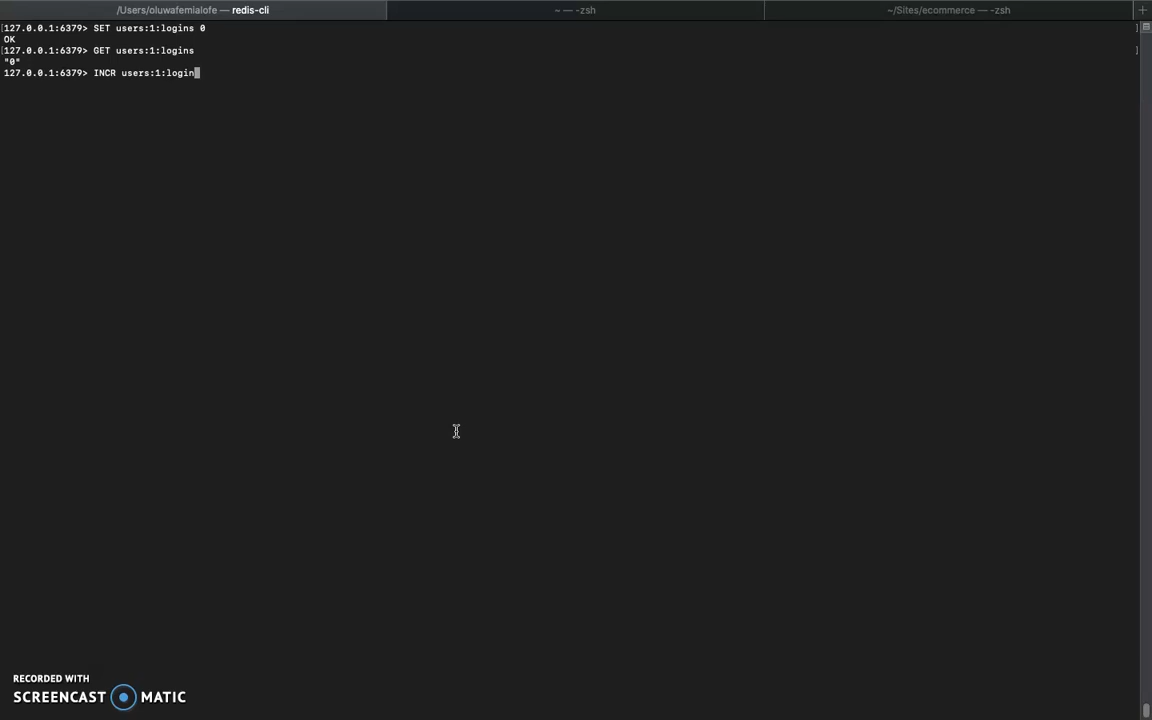 /Users/oluwafemialofe — redis-cli
~ — -zsh
~/Sites/ecommerce — -zsh
[127.0.0.1:6379> SET users:1:logins 0 ]
OK
[127.0.0.1:6379> GET users:1:logins ]
"0"
127.0.0.1:6379> INCR users:1:login
RECORDED WITH
SCREENCAST MATIC